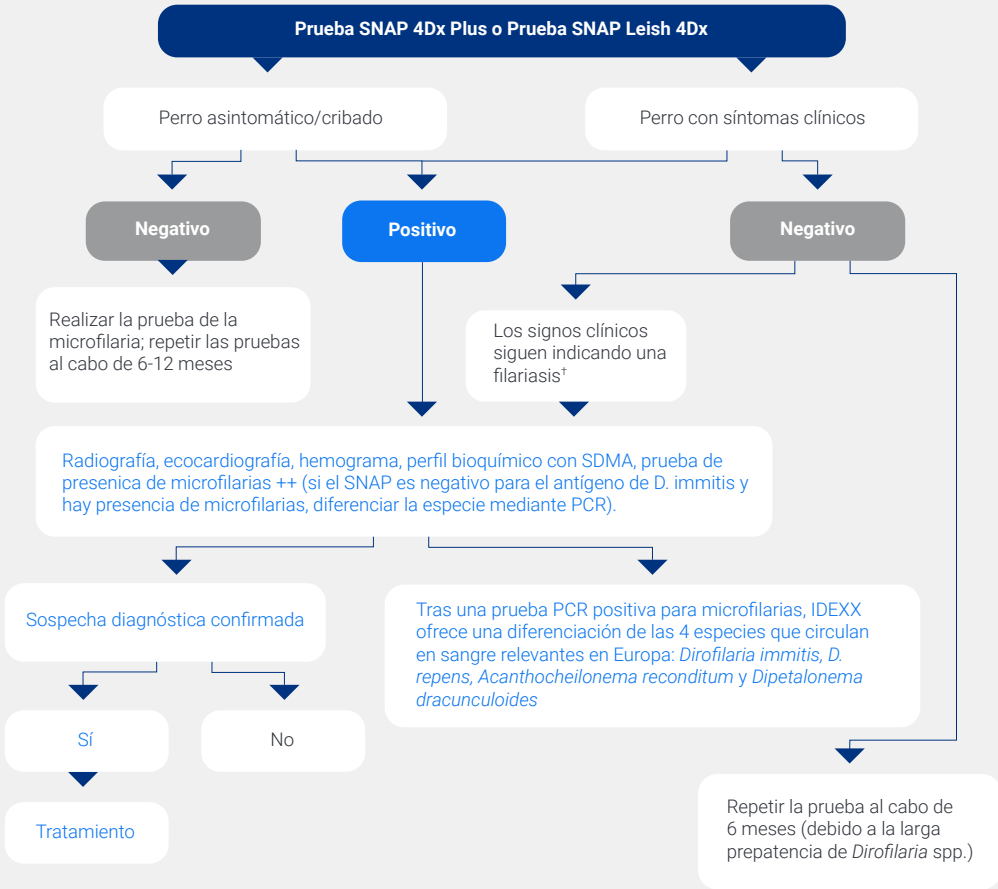 Prueba SNAP 4Dx Plus o Prueba SNAP Leish 4Dx
Perro asintomático/cribado
Perro con síntomas clínicos
Negativo
Positivo
Negativo
Realizar la prueba de la
microfilaria; repetir las pruebas
al cabo de 6-12 meses
Los signos clínicos
siguen indicando una
filariasis†
Radiografía, ecocardiografía, hemograma, perfil bioquímico con SDMA, prueba de
presenica de microfilarias ++ (si el SNAP es negativo para el antígeno de D. immitis y
hay presencia de microfilarias, diferenciar la especie mediante PCR).
Sospecha diagnóstica confirmada
Tras una prueba PCR positiva para microfilarias, IDEXX
ofrece una diferenciación de las 4 especies que circulan
en sangre relevantes en Europa: Dirofilaria immitis, D.
repens, Acanthocheilonema reconditum y Dipetalonema
dracunculoides
Sí
No
Tratamiento
Repetir la prueba al cabo de
6 meses (debido a la larga
prepatencia de Dirofilaria spp.)